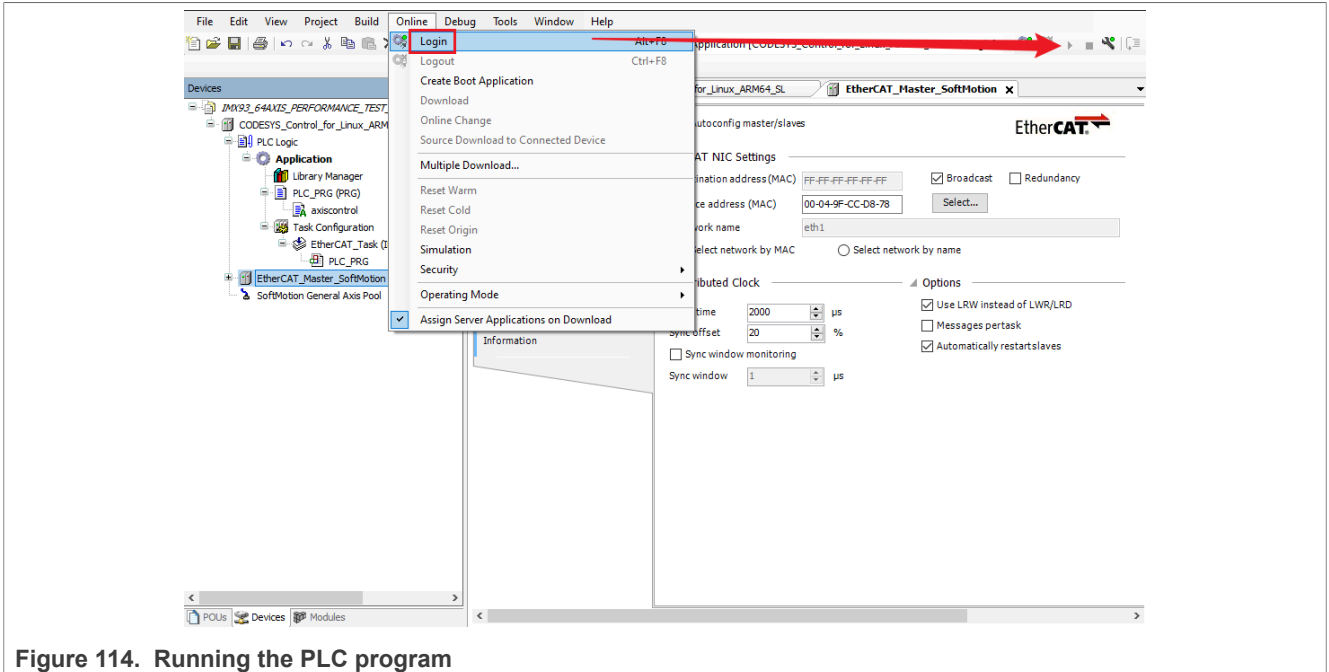 File Edit View Project Build Online Debug Tools Window Help
Login Alt+F8
Logout Ctrl+F8
Create Boot Application
Download
Online Change
Source Download to Connected Device
Multiple Download...
Reset Warm
Reset Cold
Reset Origin
Simulation
Security
Operating Mode
Assign Server Applications on Download
Devices
IMX93_64AXIS_PERFORMANCE_TEST
CODESYS_Control_for_Linux_ARM
PLC Logic
Application
Library Manager
PLC_PRG (PRG)
axiscontrol
Task Configuration
EtherCAT_Task (I
PLC_PRG
EtherCAT_Master_SoftMotion
SoftMotion General Axis Pool
for_Linux_ARM64_SL EtherCAT_Master_SoftMotion
utoconfig master/slaves EtherCAT
AT NIC Settings
ination address (MAC) FF-FF-FF-FF-FF-FF Broadcast Redundancy
ce address (MAC) 00-04-9F-CC-D8-78 Select...
ork name eth1
elect network by MAC Select network by name
ributed Clock Options
time 2000 µs Use LRW instead of LWR/LRD
Sync offset 20 % Messages pertask
Sync window monitoring Automatically restartslaves
Sync window 1 µs
Information
POUs Devices Modules
Figure 114. Running the PLC program